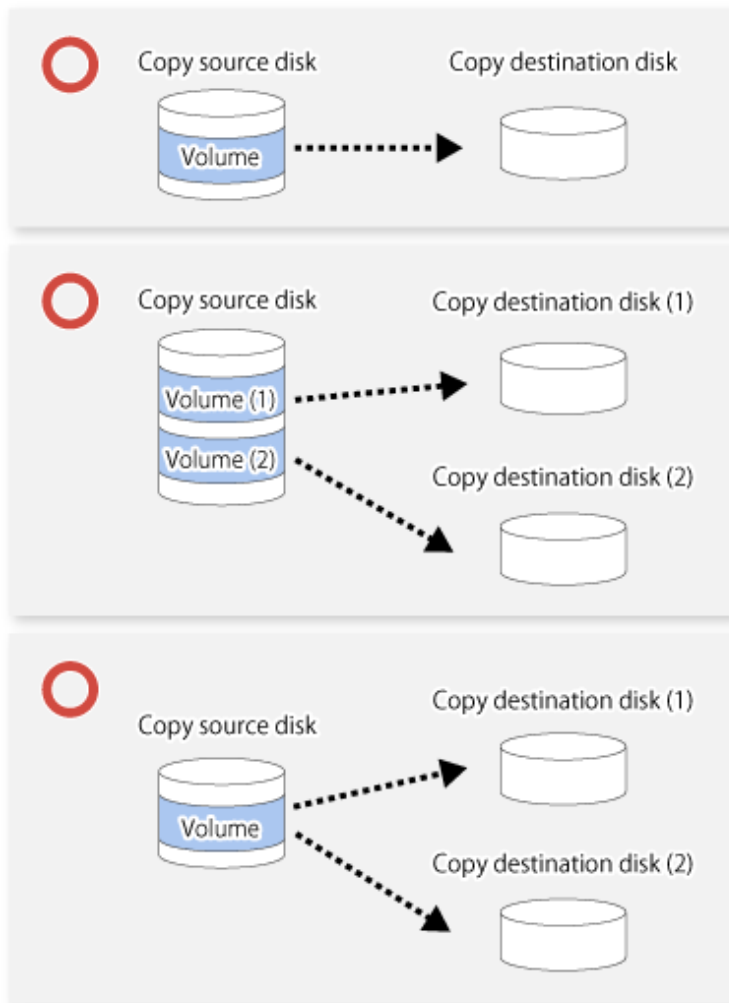 Copy source disk
Copy destination disk
Volume
Copy source disk
Copy destination disk (1)
Volume (1)
Volume (2)
Copy destination disk (2)
Copy destination disk (1)
Copy source disk
Volume
Copy destination disk (2)